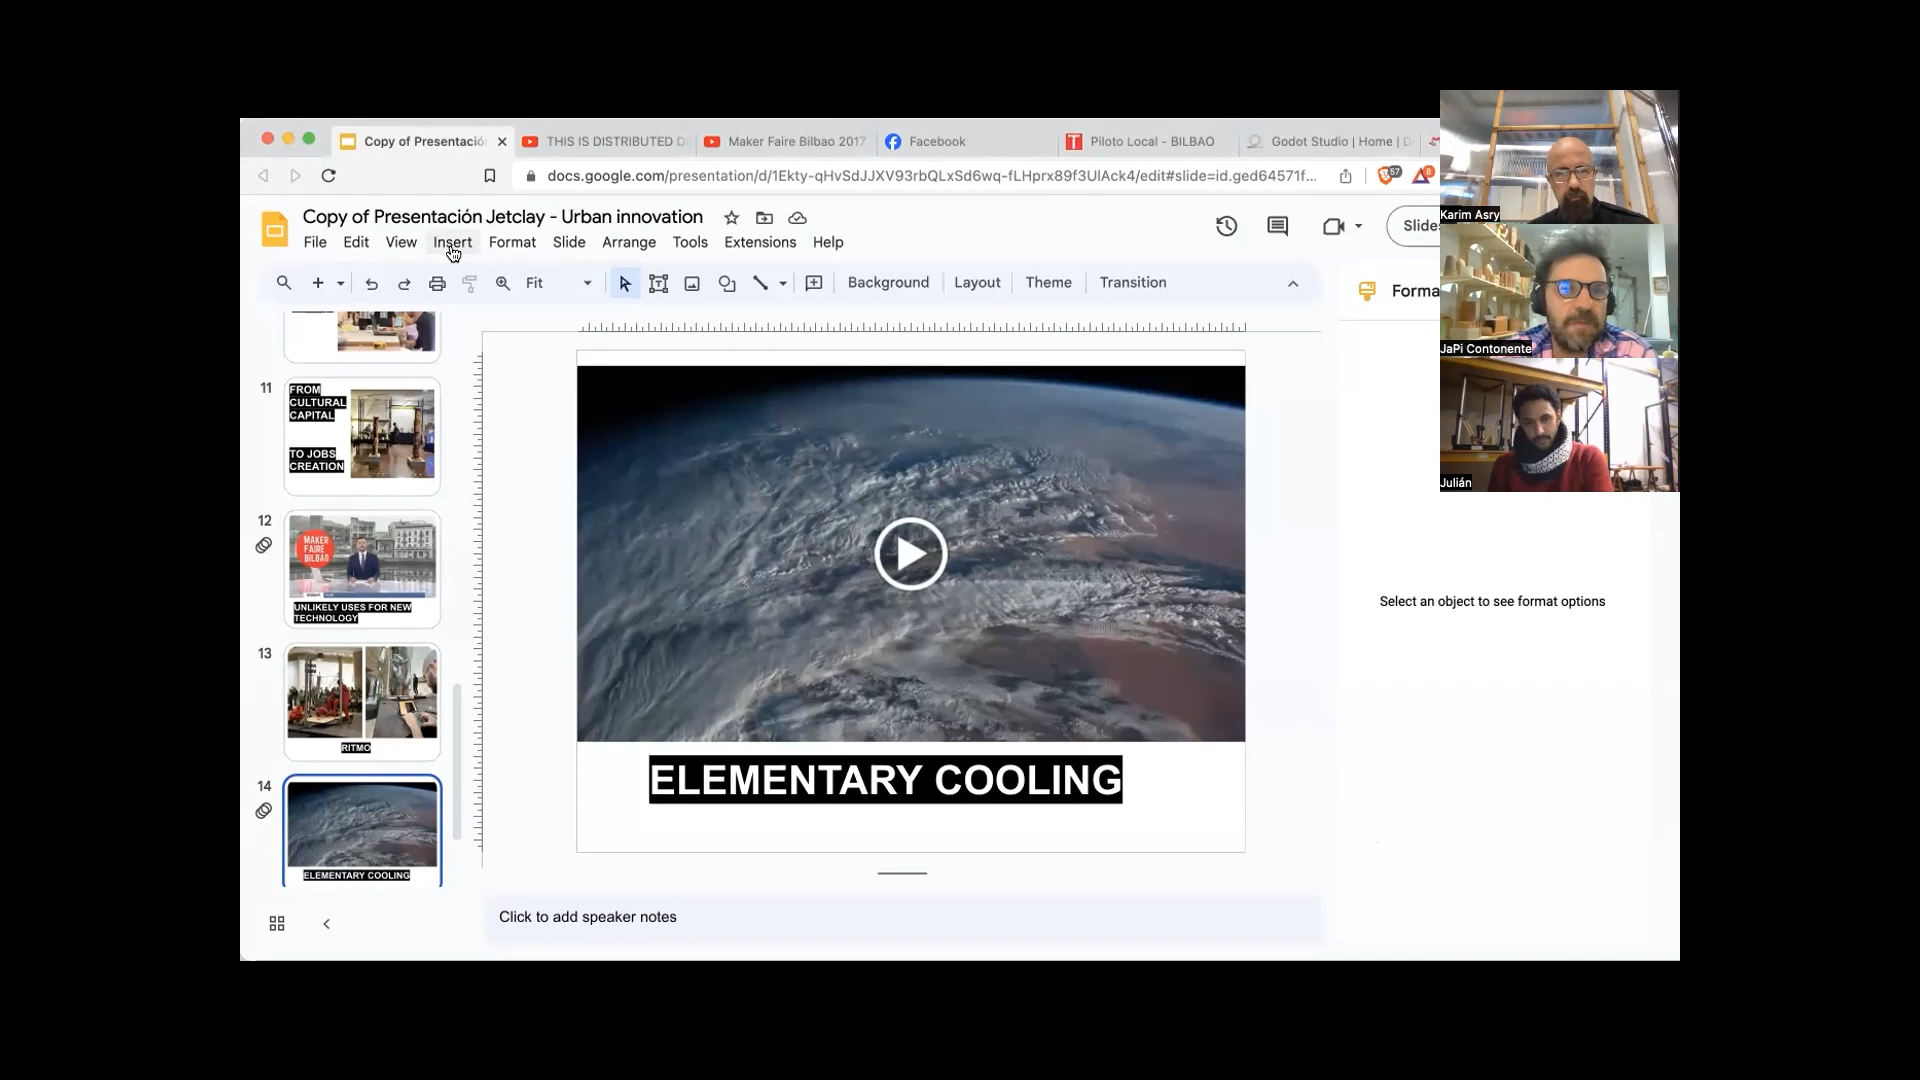 Copy of Presentació
THIS IS DISTRIBUTED D
Maker Faire Bilbao 2017
Facebook
Piloto Local - BILBAO
Godot Studio | Home | D
docs.google.com/presentation/d/1Ekty-qHvSdJJXV93rbQLxSd6wq-fLHprx89f3UlAck4/edit#slide=id.ged64571f...
57
8
Copy of Presentación Jetclay - Urban innovation
File Edit View Insert Format Slide Arrange Tools Extensions Help
Slides
Fit
Background
Layout
Theme
Transition
Forma
Karim Asry
JaPi Contonente
Julián
11
FROM
CULTURAL
CAPITAL
TO JOBS
CREATION
12
MAKER
FAIRE
BILBAO
UNLIKELY USES FOR NEW
TECHNOLOGY
13
RITMO
14
ELEMENTARY COOLING
ELEMENTARY COOLING
Select an object to see format options
Click to add speaker notes